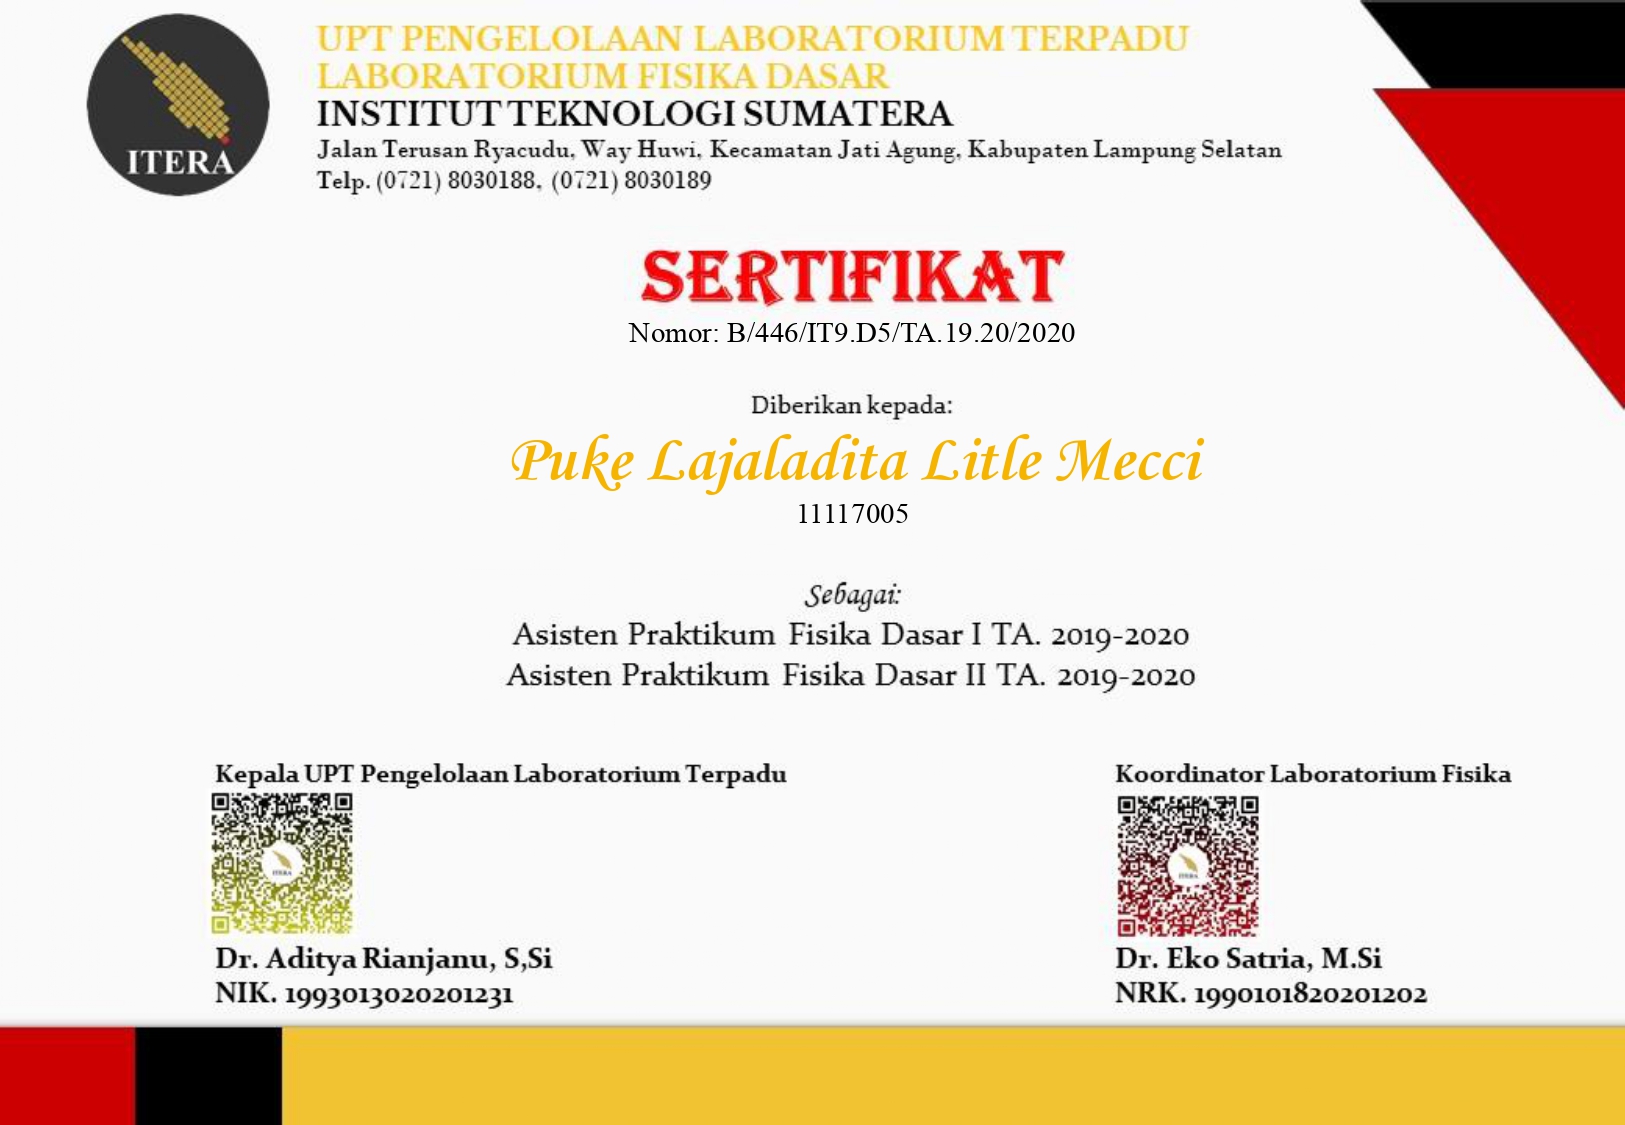 ITERA
UPT PENGELOLAAN LABORATORIUM TERPADU
LABORATORIUM FISIKA DASAR
INSTITUT TEKNOLOGI SUMATERA
Jalan Terusan Ryacudu, Way Huwi, Kecamatan Jati Agung, Kabupaten Lampung Selatan
Telp. (0721) 8030188, (0721) 8030189
SERTIFIKAT
Nomor: B/446/IT9.D5/TA.19.20/2020
Diberikan kepada:
Puke Lajaladita Litle Mecci
11117005
Sebagai:
Asisten Praktikum Fisika Dasar I TA. 2019-2020
Asisten Praktikum Fisika Dasar II TA. 2019-2020
Kepala UPT Pengelolaan Laboratorium Terpadu
ITERA
Dr. Aditya Rianjanu, S,Si
NIK. 1993013020201231
Koordinator Laboratorium Fisika
ITERA
Dr. Eko Satria, M.Si
NRK. 1990101820201202